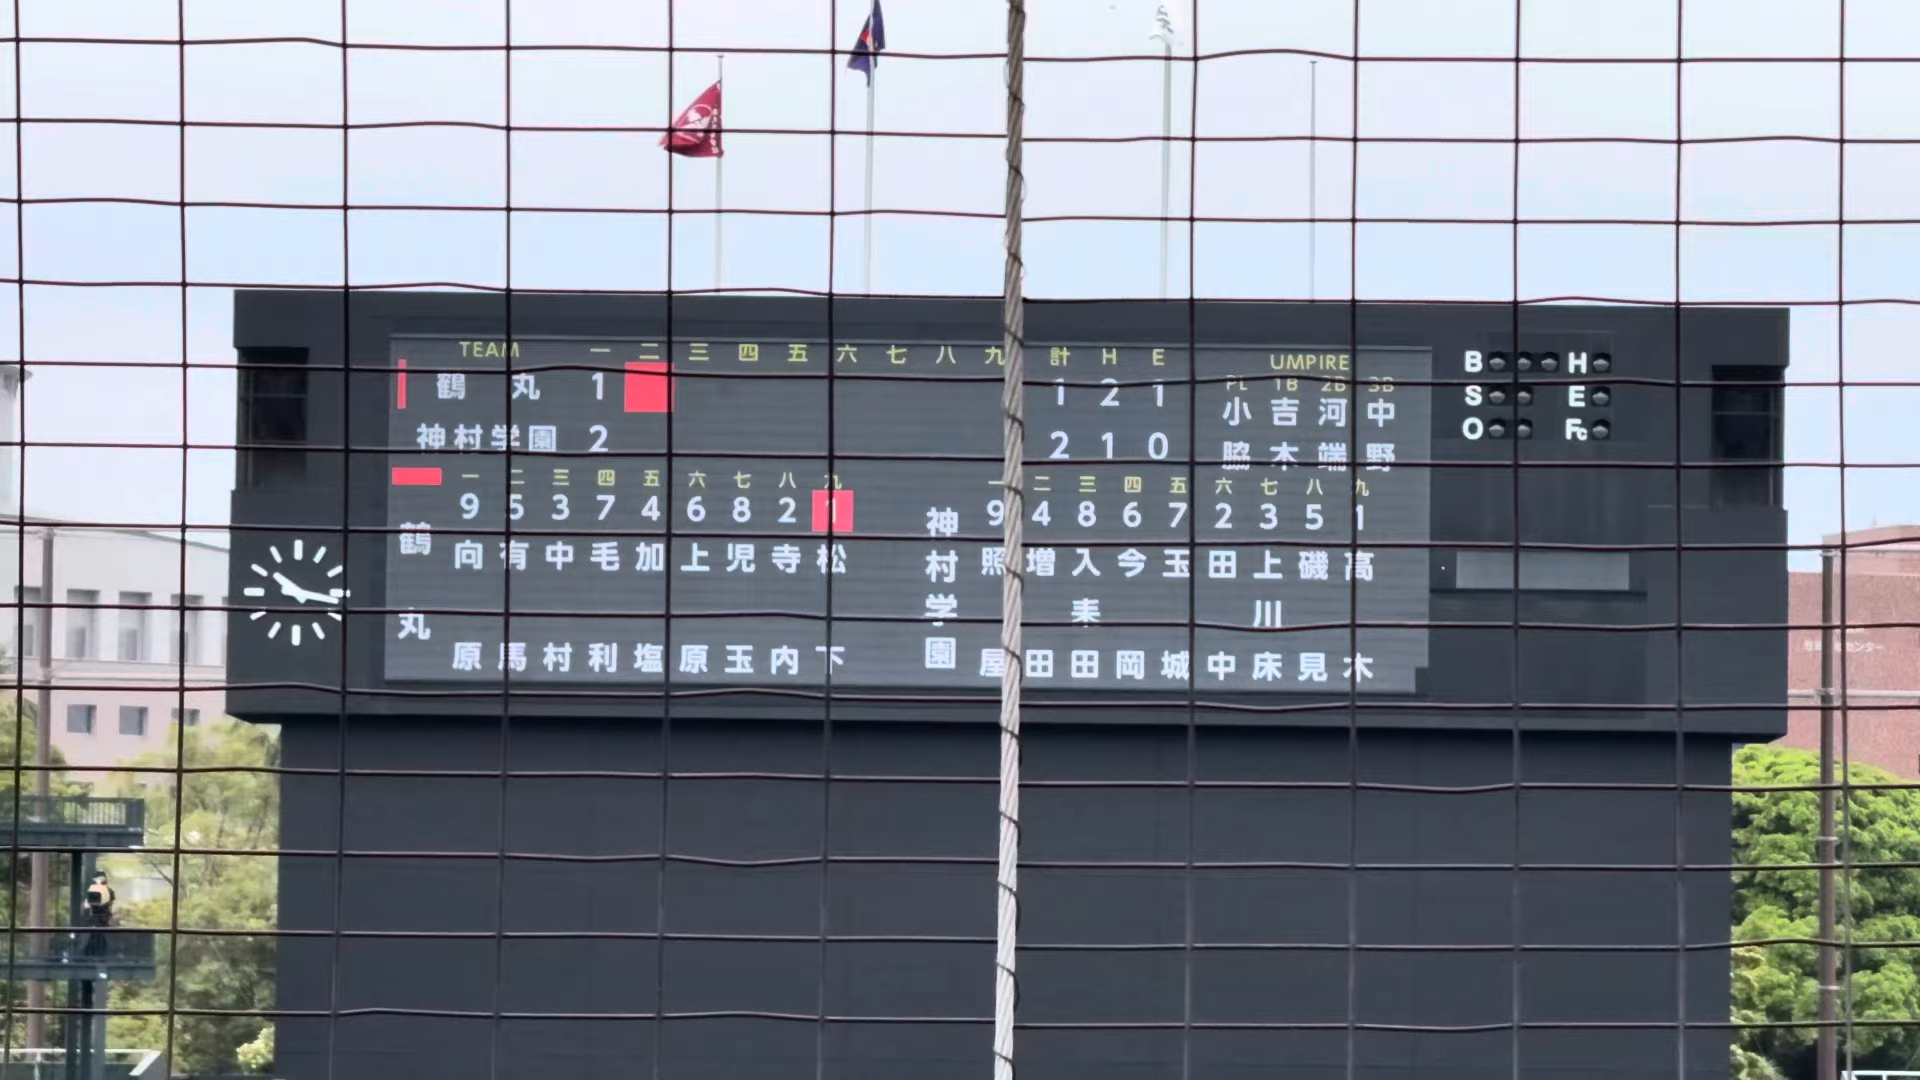 TEAM 一 二 三 四 五 六 七 八 九 計 H E UMPIRE
PL 1B 2B 3B
鶴丸 1 1 2 1 小脇 吉木 河端 中野
神村学園 2 2 1 0
B H
S E
O Fc
鶴丸
一 二 三 四 五 六 七 八 九
9 5 3 7 4 6 8 2 1
向原 有馬 中村 毛利 加塩 上原 児玉 寺内 松下
神村学園
一 二 三 四 五 六 七 八 九
9 4 8 6 7 2 3 5 1
照屋 増田 入耒田 今岡 玉城 田中 上川床 磯見 高木